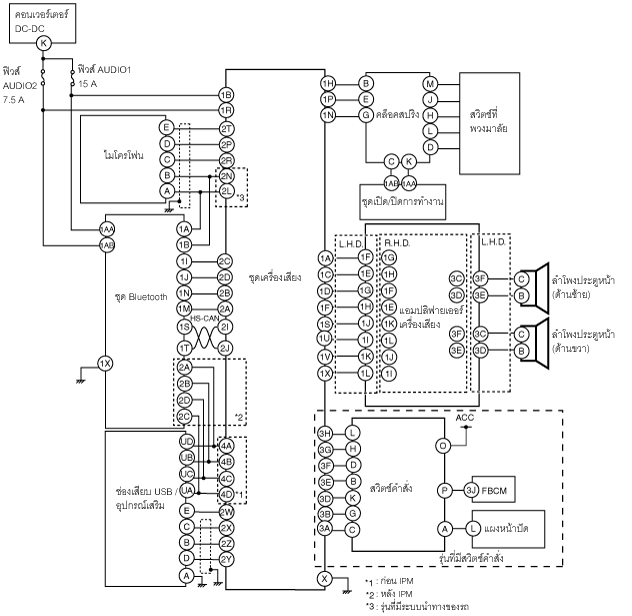 คอนเวอร์เตอร์
DC-DC
K
ฟิวส์
AUDIO2
7.5 A
ฟิวส์ AUDIO1
15 A
1B
1R
ไมโครโฟน
E
D
C
B
A
2T
2P
2R
2N
2L
*3
1AA
1AB
ชุด Bluetooth
1A
1B
1I
1J
1N
1M
1S
1T
HS-CAN
2C
2D
2B
2A
2I
2J
ชุดเครื่องเสียง
1X
2A
2B
2D
2C
*2
ช่องเสียบ USB /
อุปกรณ์เสริม
UD
UB
UC
UA
E
C
B
D
A
4A
4B
4C
4D
*1
2W
2X
2Z
2Y
1H
1P
1N
B
E
G
คล็อคสปริง
M
J
H
L
D
สวิตช์ที่
พวงมาลัย
C
K
1AB
1AA
ชุดเปิด/ปิดการทำงาน
L.H.D.
R.H.D.
L.H.D.
1A
1C
1D
1F
1S
1U
1V
1X
1F
1E
1G
1H
1J
1I
1K
1L
1G
1H
1F
1E
1K
1L
1J
1I
แอมปลิฟายเออร์
เครื่องเสียง
3C
3D
3F
3E
3F
3E
3C
3D
C
B
ลำโพงประตูหน้า
(ด้านซ้าย)
C
B
ลำโพงประตูหน้า
(ด้านขวา)
3H
3G
3F
3E
3D
3B
3A
L
H
D
B
K
G
C
สวิตช์คำสั่ง
ACC
O
P
3J
FBCM
A
L
แผงหน้าปัด
รุ่นที่มีสวิตช์คำสั่ง
X
*1 : ก่อน IPM
*2 : หลัง IPM
*3 : รุ่นที่มีระบบนำทางของรถ